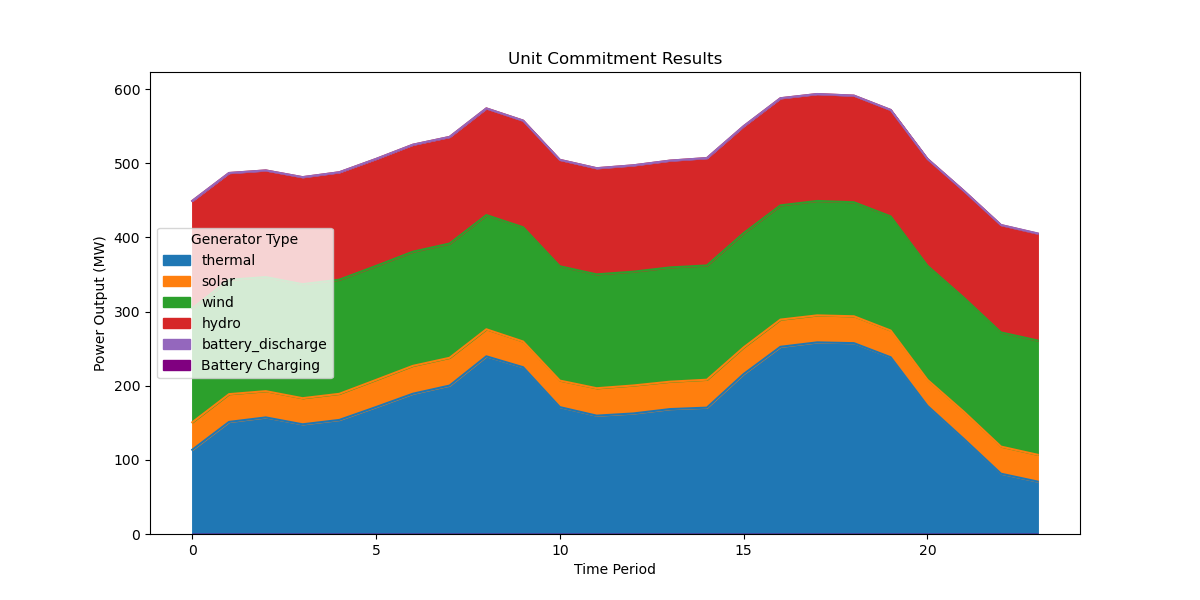 Unit Commitment Results
Power Output (MW)
600
500
400
300
200
100
0
Generator Type
thermal
solar
wind
hydro
battery_discharge
Battery Charging
0 5 10 15 20
Time Period